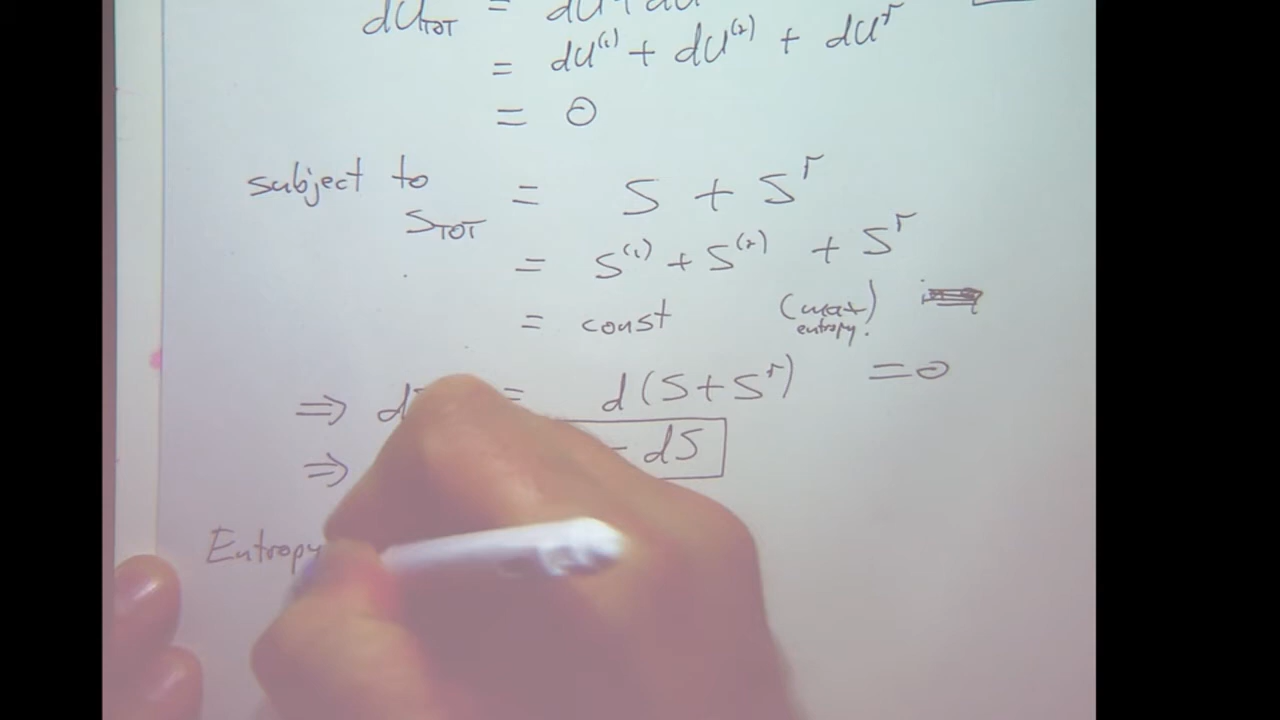 dU_TOT = dU + dU
= dU^(1) + dU^(2) + dU^r
= 0
subject to
S_TOT = S + S^r
= S^(1) + S^(2) + S^r
= const (max entropy.)
⇒ d = d(S+S^r) = 0
⇒ - dS
Entropy